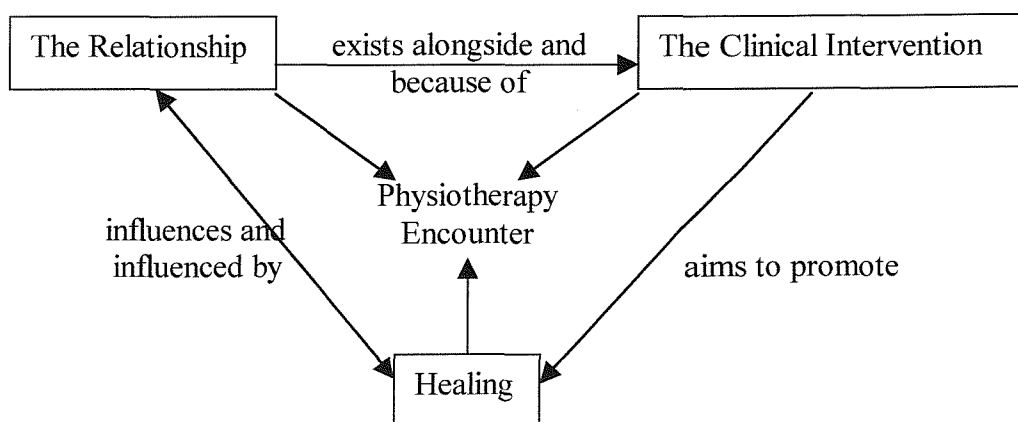 The Relationship
exists alongside and
because of
The Clinical Intervention
Physiotherapy
Encounter
influences and
influenced by
aims to promote
Healing